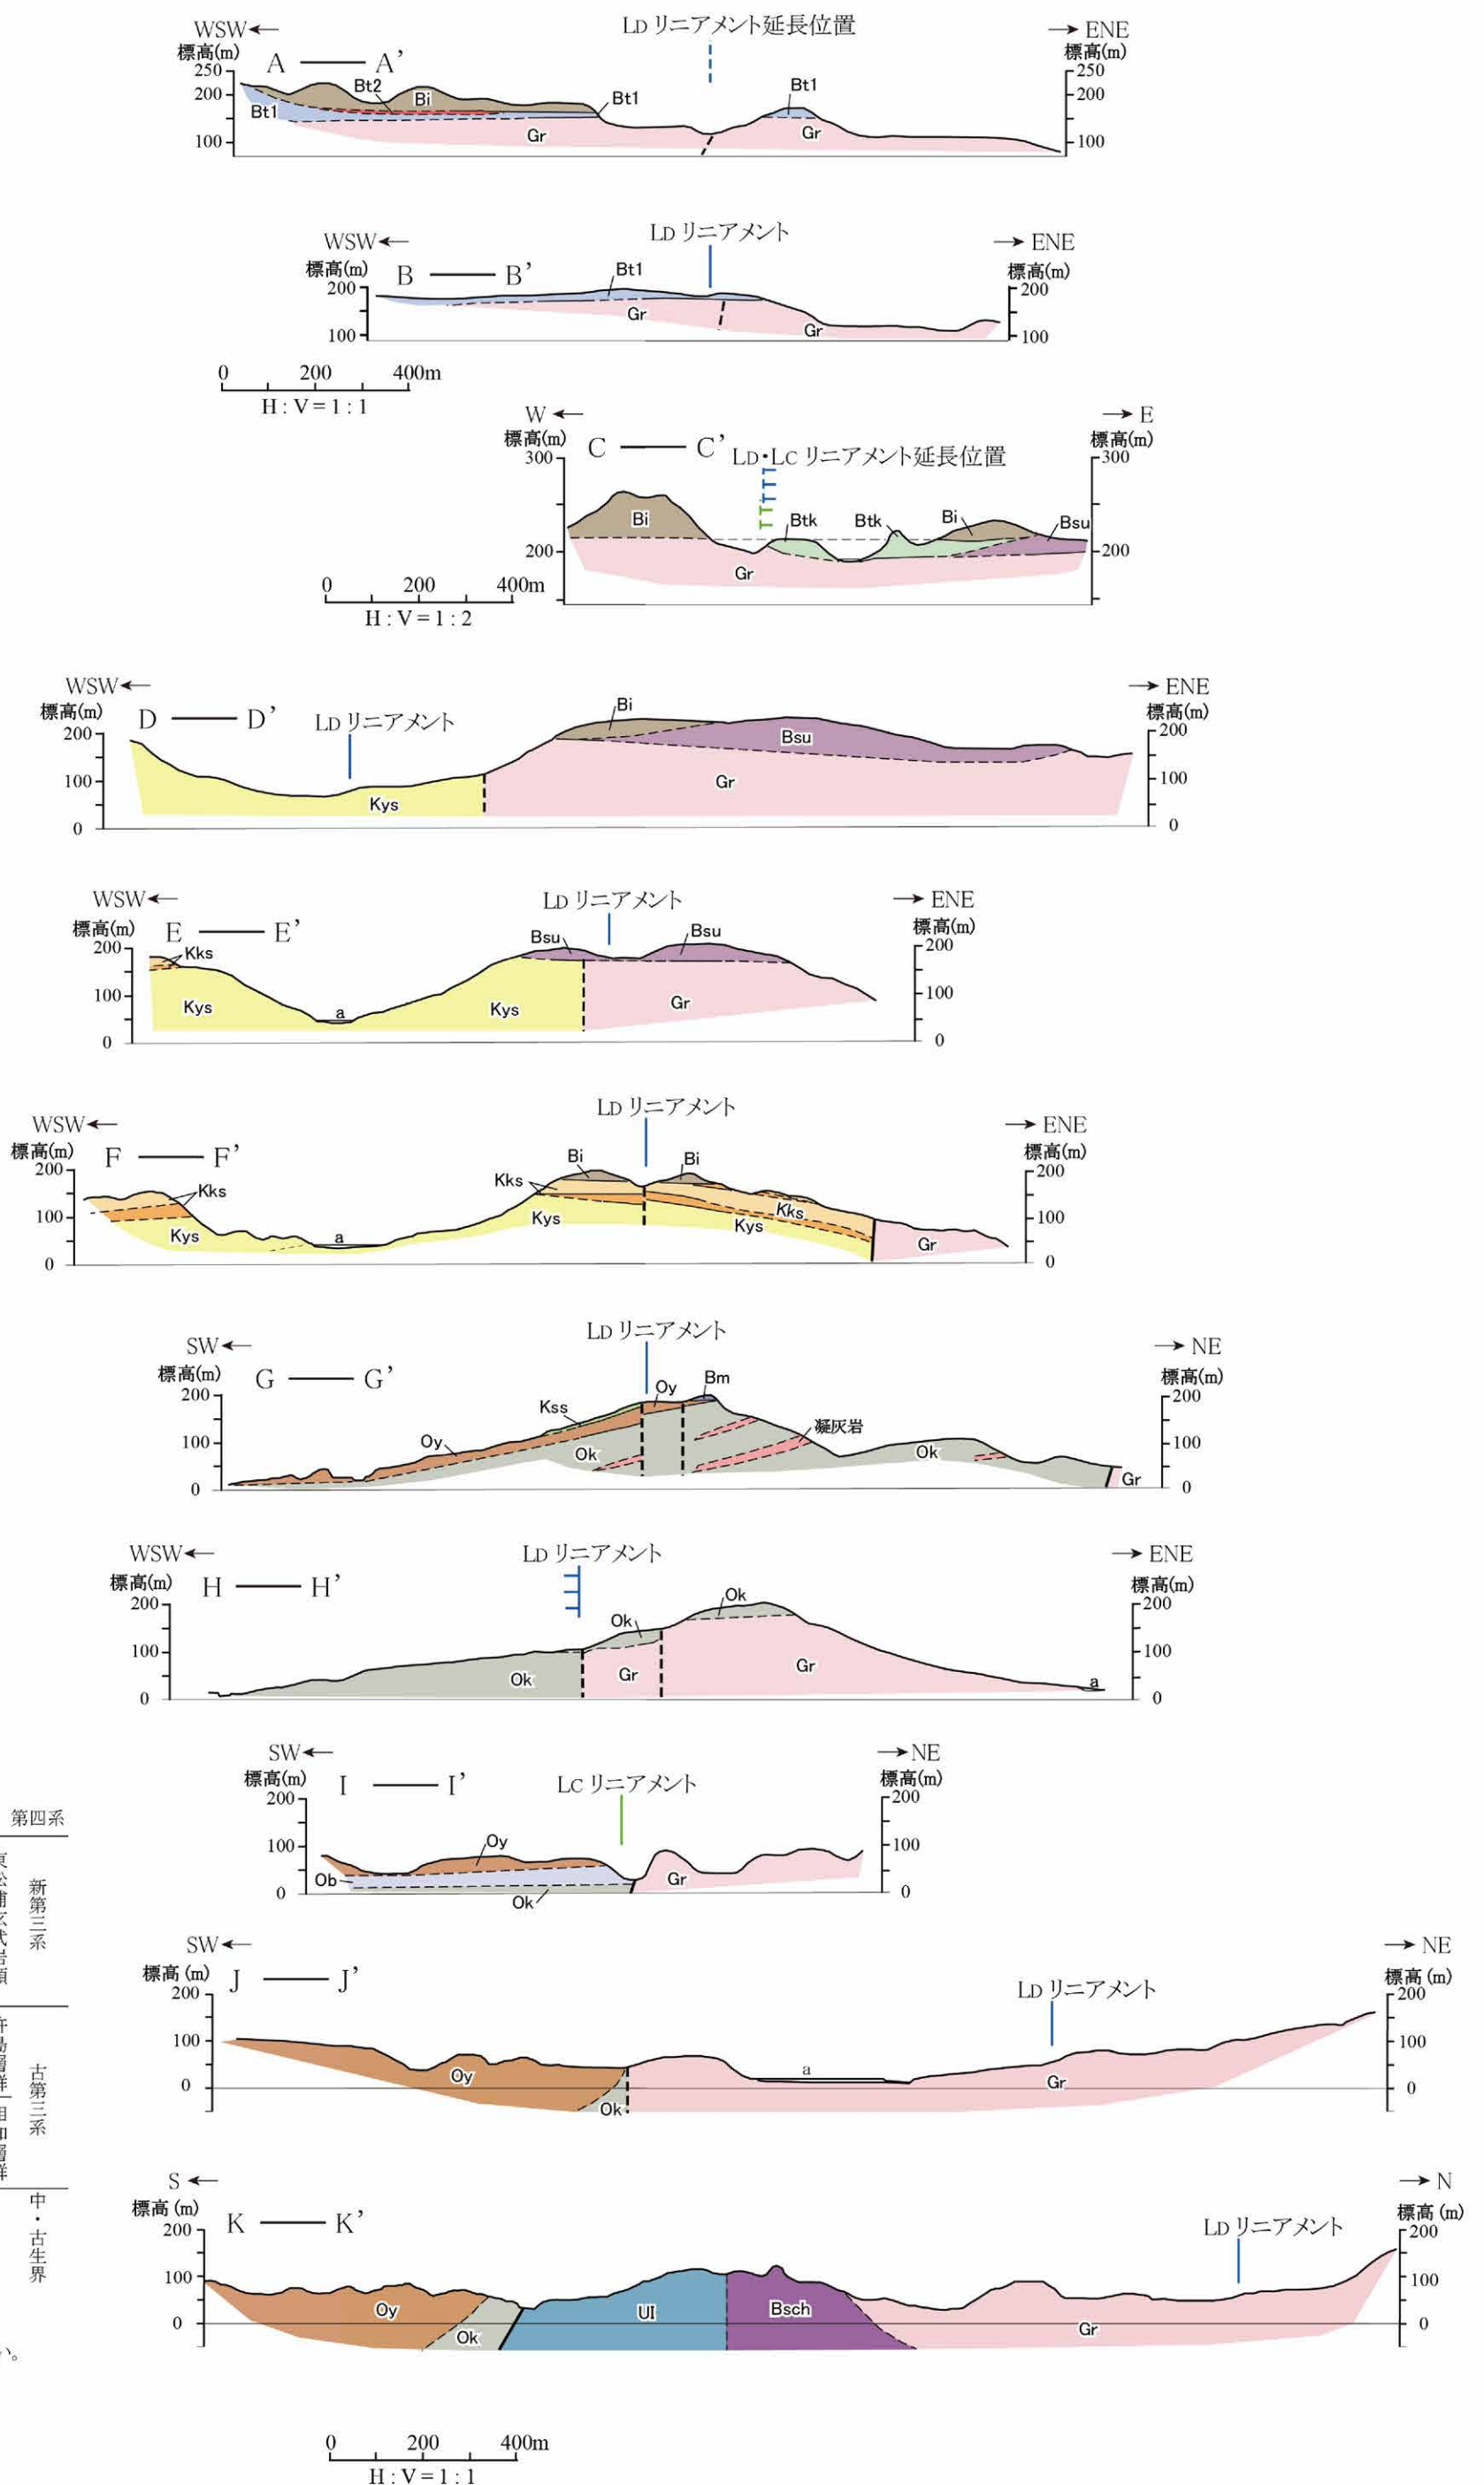 WSW← LD リニアメント延長位置 → ENE
標高(m) 標高(m)
A A’
250 250
200 200
100 100
Bt1 Bt2 Bi Bt1 Bt1
Gr Gr
WSW← LD リニアメント → ENE
標高(m) 標高(m)
B B’
200 200
100 100
Bt1
Gr Gr
0 200 400m
H : V = 1 : 1
W ← → E
標高(m) 標高(m)
C C’ LD・LC リニアメント延長位置
300 300
200 200
Bi Btk Btk Bi Bsu
Gr
0 200 400m
H : V = 1 : 2
WSW← → ENE
標高(m) 標高(m)
D D’ LD リニアメント
200 200
100 100
0 0
Bi
Bsu
Kys Gr
WSW← LD リニアメント → ENE
標高(m) 標高(m)
E E’
200 200
100 100
0 0
Kks Bsu Bsu
Kys a Kys Gr
WSW← LD リニアメント → ENE
標高(m) 標高(m)
F F’
200 200
100 100
0 0
Kks Kks Bi Bi Kks
Kys a Kys Kys Gr
SW← LD リニアメント → NE
標高(m) 標高(m)
G G’
200 200
100 100
0 0
Oy Kss Oy Bm 凝灰岩
Ok Ok Gr
WSW← LD リニアメント → ENE
標高(m) 標高(m)
H H’
200 200
100 100
0 0
Ok Ok
Ok Gr Gr a
SW← → NE
標高(m) 標高(m)
I I’ LC リニアメント
200 200
100 100
0 0
Oy
Ob Gr
Ok
第四系
新第三系
古第三系
中・古生界
SW← → NE
標高 (m) 標高 (m)
J J’ LD リニアメント
200 200
100 100
0 0
Oy a Gr
Ok
S ← → N
標高 (m) 標高 (m)
K K’ LD リニアメント
200 200
100 100
0 0
Oy Ul Bsch Gr
Ok
い。
0 200 400m
H : V = 1 : 1